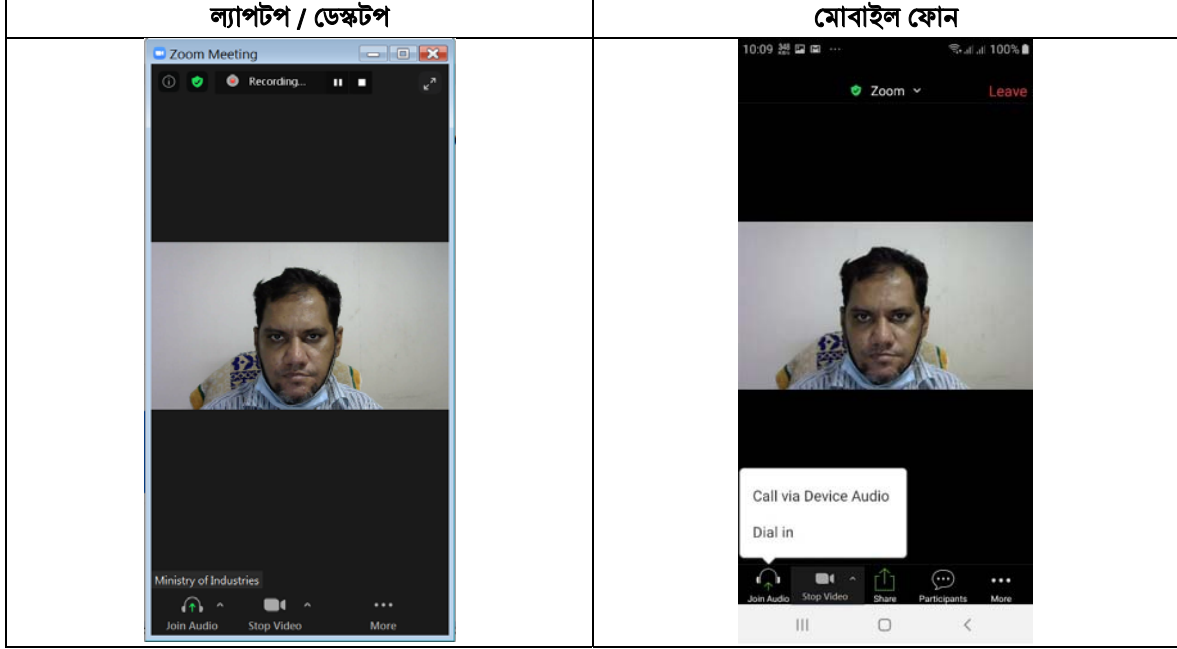 ল্যাপটপ / ডেস্কটপ
মোবাইল ফোন
Zoom Meeting
Recording...
Ministry of Industries
Join Audio
Stop Video
More
10:09
100%
Zoom
Leave
Call via Device Audio
Dial in
Join Audio
Stop Video
Share
Participants
More